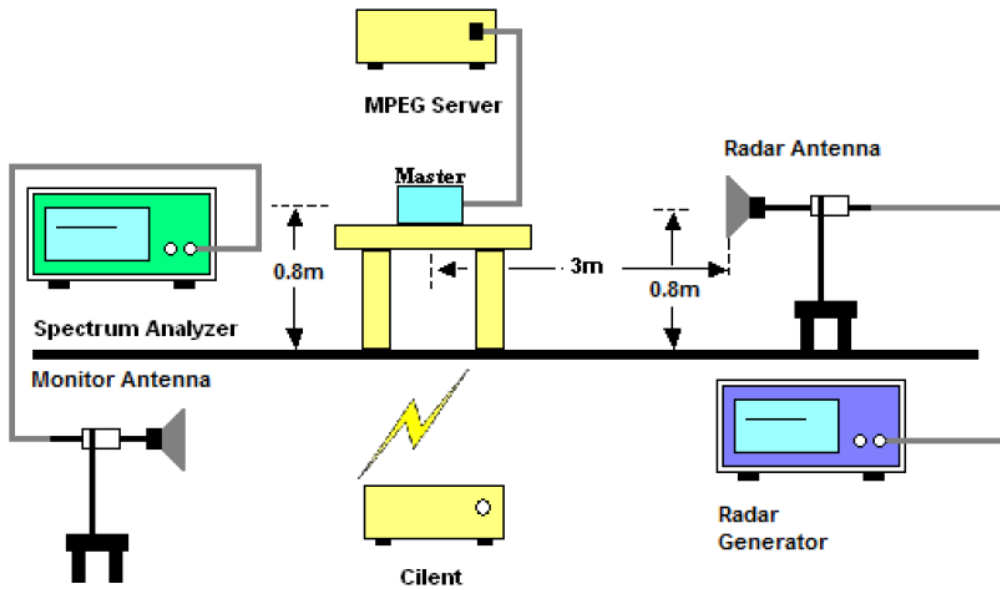 MPEG Server
Radar Antenna
Master
0.8m
3m
0.8m
Spectrum Analyzer
Monitor Antenna
Radar
Generator
Cilent